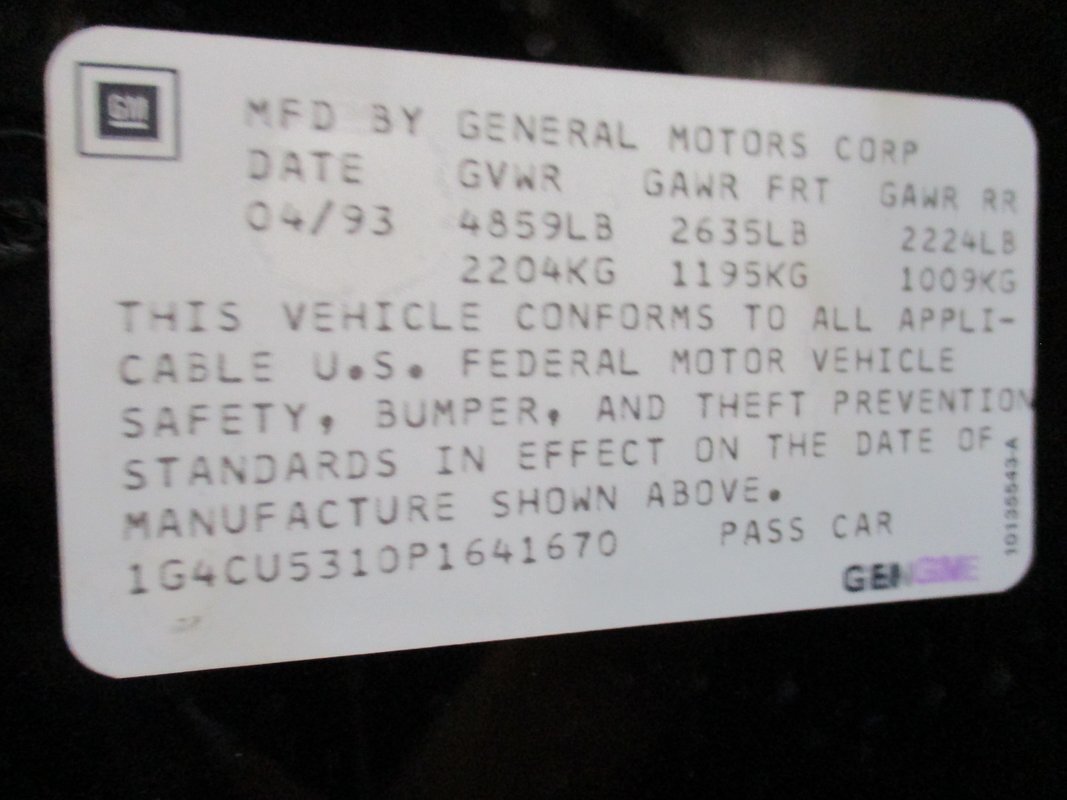 GM
MFD BY GENERAL MOTORS CORP
DATE GVWR GAWR FRT GAWR RR
04/93 4859LB 2635LB 2224LB
2204KG 1195KG 1009KG
THIS VEHICLE CONFORMS TO ALL APPLI-
CABLE U.S. FEDERAL MOTOR VEHICLE
SAFETY, BUMPER, AND THEFT PREVENTION
STANDARDS IN EFFECT ON THE DATE OF
MANUFACTURE SHOWN ABOVE.
1G4CU5310P1641670 PASS CAR
10135543-A